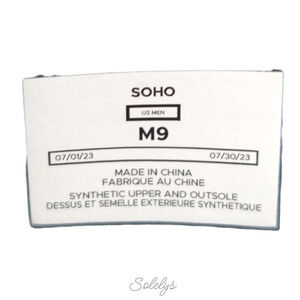 SOHO
US MEN
M9
07/01/23 07/30/23
MADE IN CHINA
FABRIQUE AU CHINE
SYNTHETIC UPPER AND OUTSOLE
DESSUS ET SEMELLE EXTERIEURE SYNTHETIQUE
Solelys